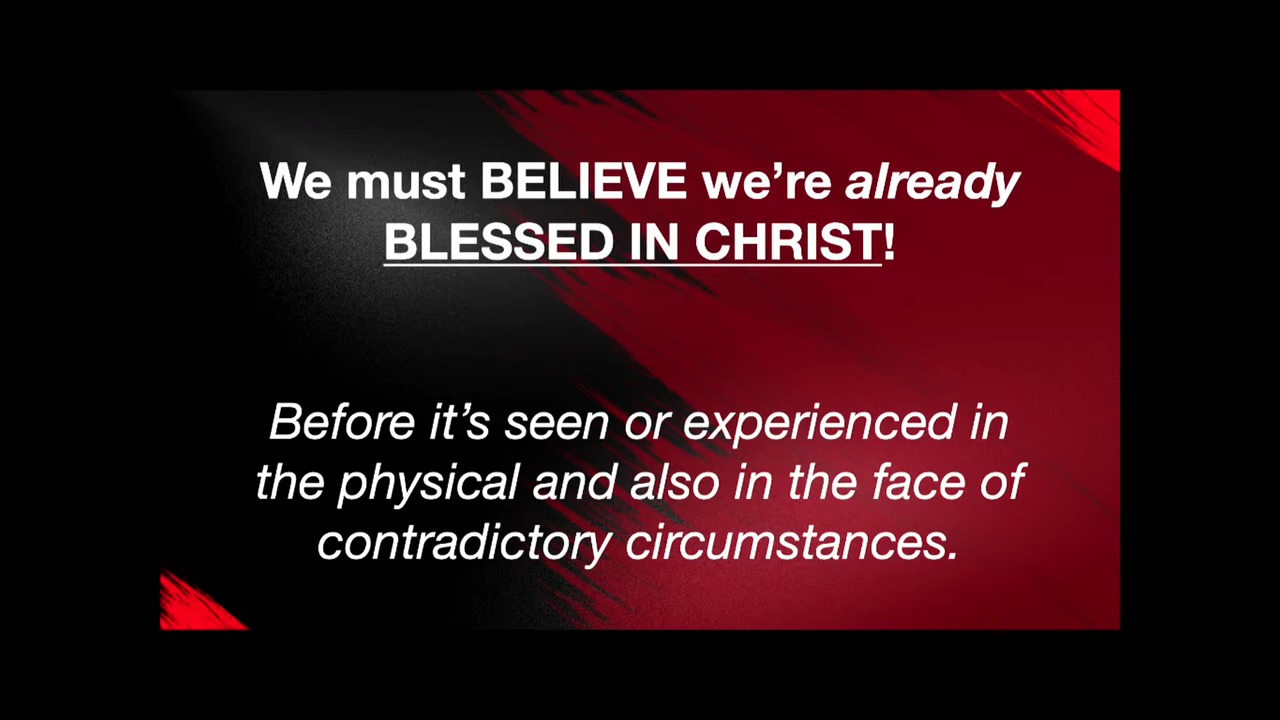 We must BELIEVE we’re already
BLESSED IN CHRIST!
Before it’s seen or experienced in
the physical and also in the face of
contradictory circumstances.